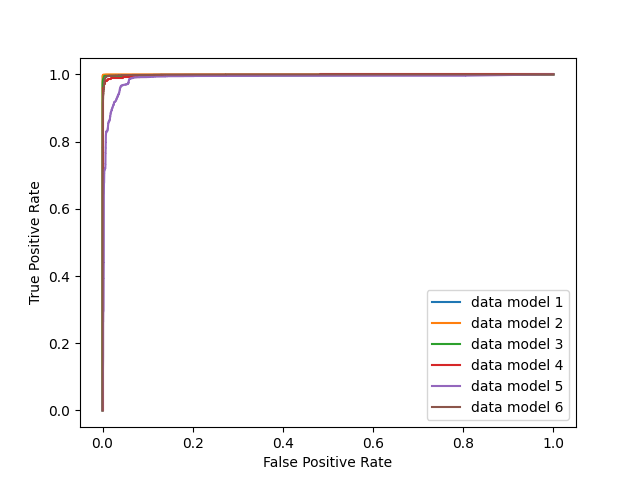 1.0
0.8
0.6
0.4
0.2
0.0
True Positive Rate
data model 1
data model 2
data model 3
data model 4
data model 5
data model 6
0.0 0.2 0.4 0.6 0.8 1.0
False Positive Rate